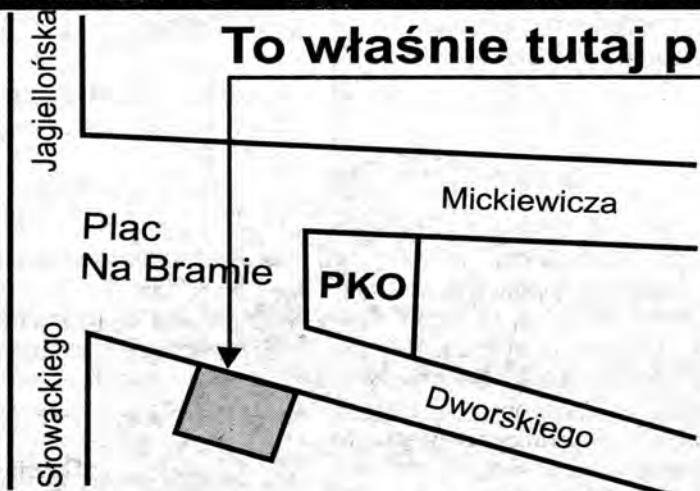 To właśnie tutaj p
Jagiellońska
Mickiewicza
Plac
Na Bramie
PKO
Słowackiego
Dworskiego